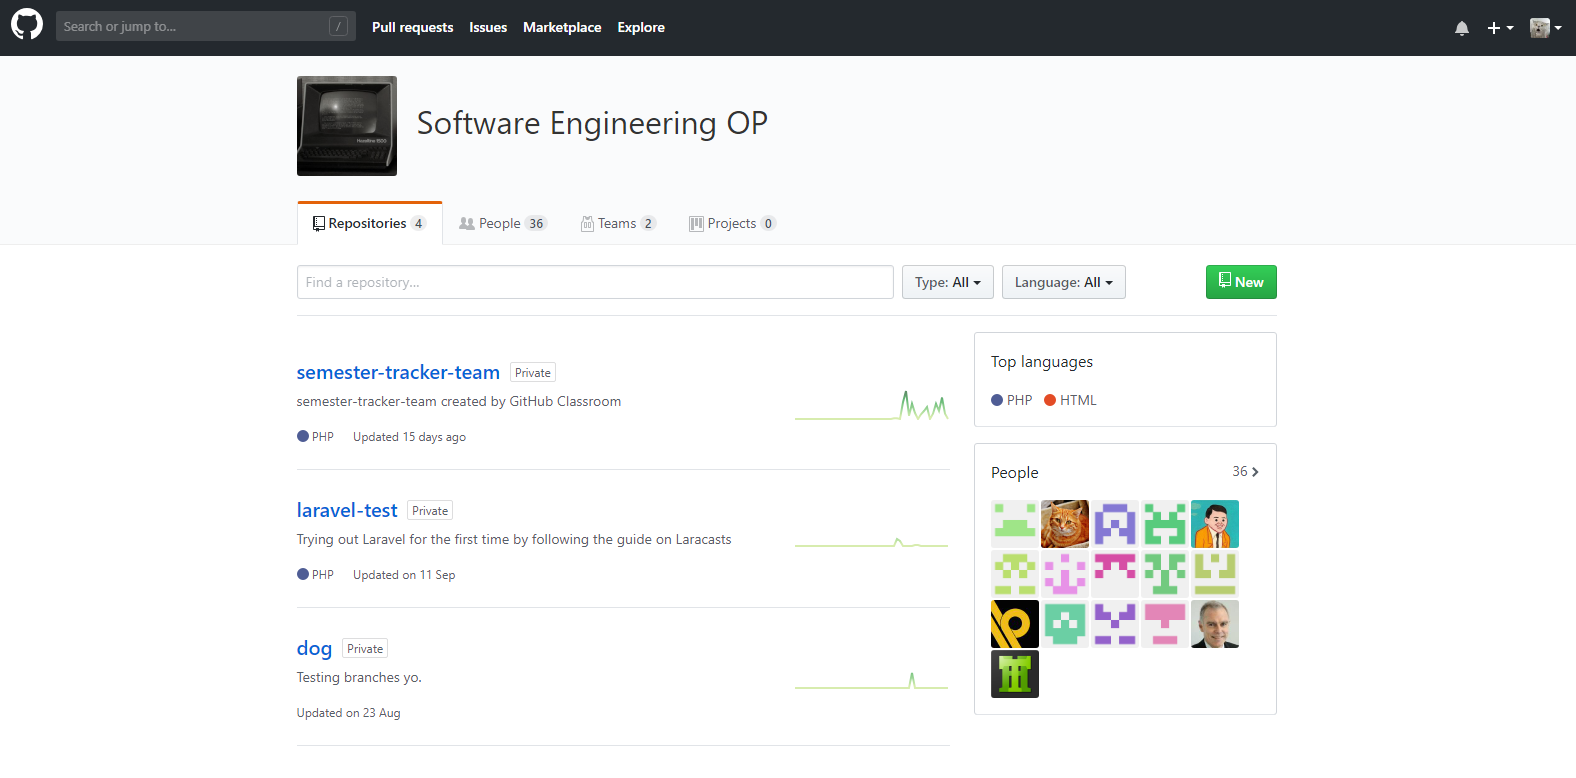 Search or jump to... /
Pull requests Issues Marketplace Explore
Software Engineering OP
Repositories 4 People 36 Teams 2 Projects 0
Find a repository... Type: All Language: All New
semester-tracker-team Private
semester-tracker-team created by GitHub Classroom
PHP Updated 15 days ago
laravel-test Private
Trying out Laravel for the first time by following the guide on Laracasts
PHP Updated on 11 Sep
dog Private
Testing branches yo.
Updated on 23 Aug
Top languages
PHP HTML
People 36